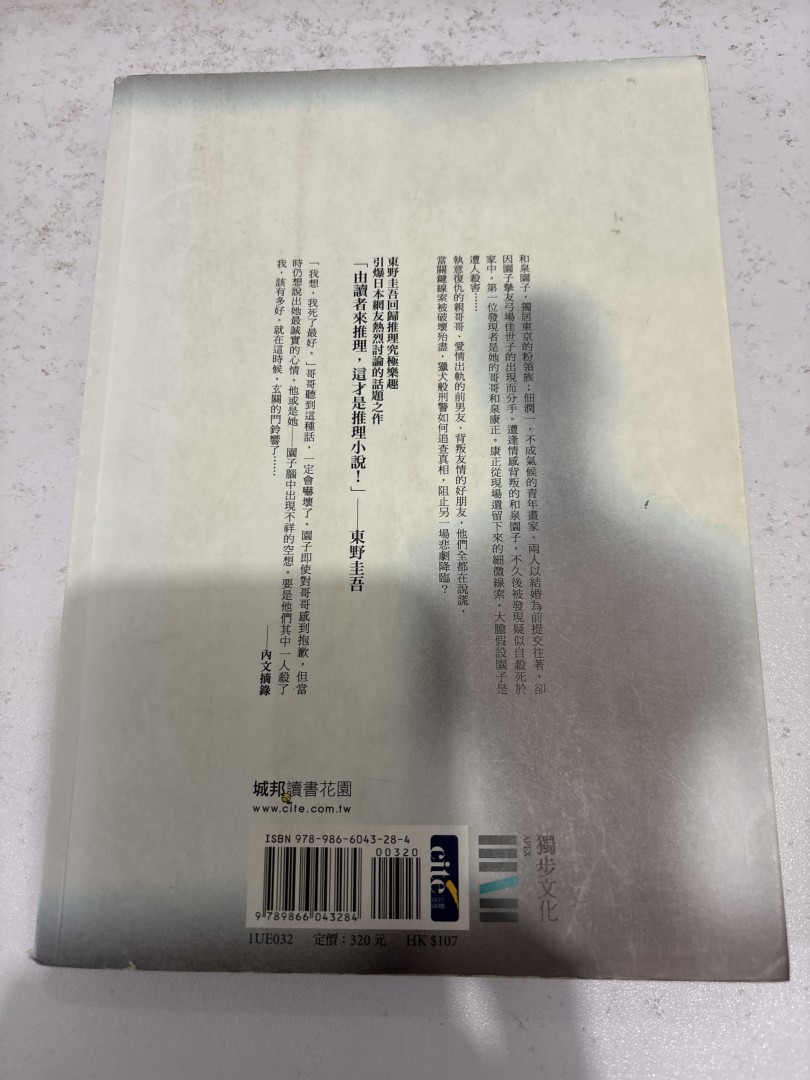 和泉園子，獨居東京的粉領族；佃潤一，不成氣候的青年畫家。兩人以結婚為前提交往著，卻
因園子摯友弓場佳世子的出現而分手。遭逢情感背叛的和泉園子，不久後被發現疑似自殺死於
家中。第一位發現者是她的哥哥和泉康正。康正從現場遺留下來的細微線索，大膽假設園子是
遭人殺害……
執意復仇的親哥哥、愛情出軌的前男友、背叛友情的好朋友，他們全都在說謊，
當關鍵線索被破壞殆盡，獵犬般刑警如何追查真相，阻止另一場悲劇降臨？
東野圭吾回歸推理究極樂趣
引爆日本網友熱烈討論的話題之作
「由讀者來推理，這才是推理小說！」——東野圭吾
「我想，我死了最好。」哥哥聽到這種話，一定會嚇壞了。園子即使對哥哥感到抱歉，但當
時仍想說出她最誠實的心情。他或是她——園子腦中出現不祥的空想。要是他們其中一人殺了
我，該有多好。就在這時候，玄關的門鈴響了……
——內文摘錄
城邦讀書花園
www.cite.com.tw
ISBN 978-986-6043-28-4
00320
9 789866 043284
cité
獨步文化
APEX
1UE032 定價：320 元 HK $107